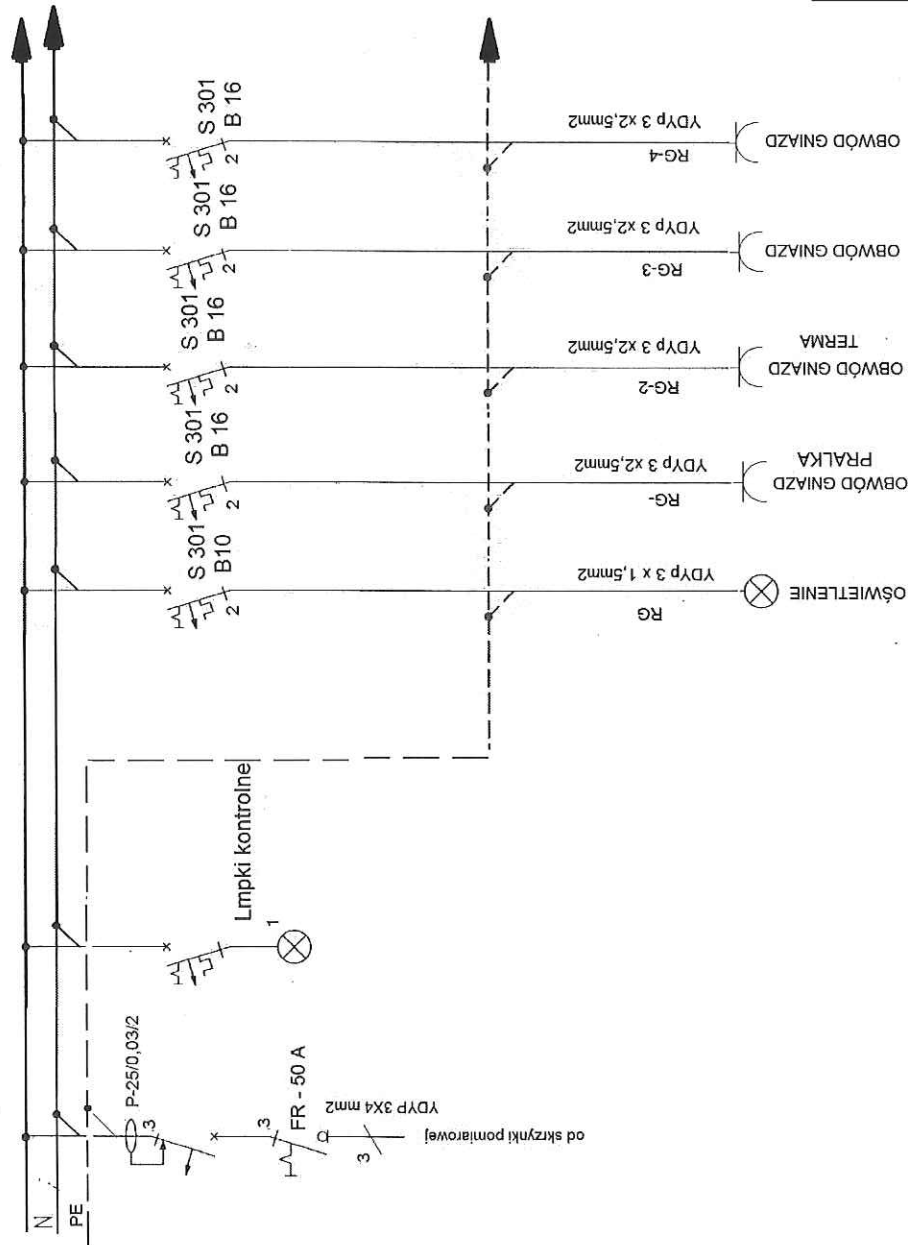 N
PE
P-25/0,03/2
3
FR - 50 A
3
YDYP 3X4 mm2
3
od skrzynki pomiarowej
Lmpki kontrolne
1
S 301
B10
2
RG
YDYp 3 x 1,5mm2
OŚWIETLENIE
S 301
B 16
2
RG-
YDYp 3 x2,5mm2
OBWÓD GNIAZD
PRALKA
S 301
B 16
2
RG-2
YDYp 3 x2,5mm2
OBWÓD GNIAZD
TERMA
S 301
B 16
2
RG-3
YDYp 3 x2,5mm2
OBWÓD GNIAZD
S 301
B 16
2
RG-4
YDYp 3 x2,5mm2
OBWÓD GNIAZD